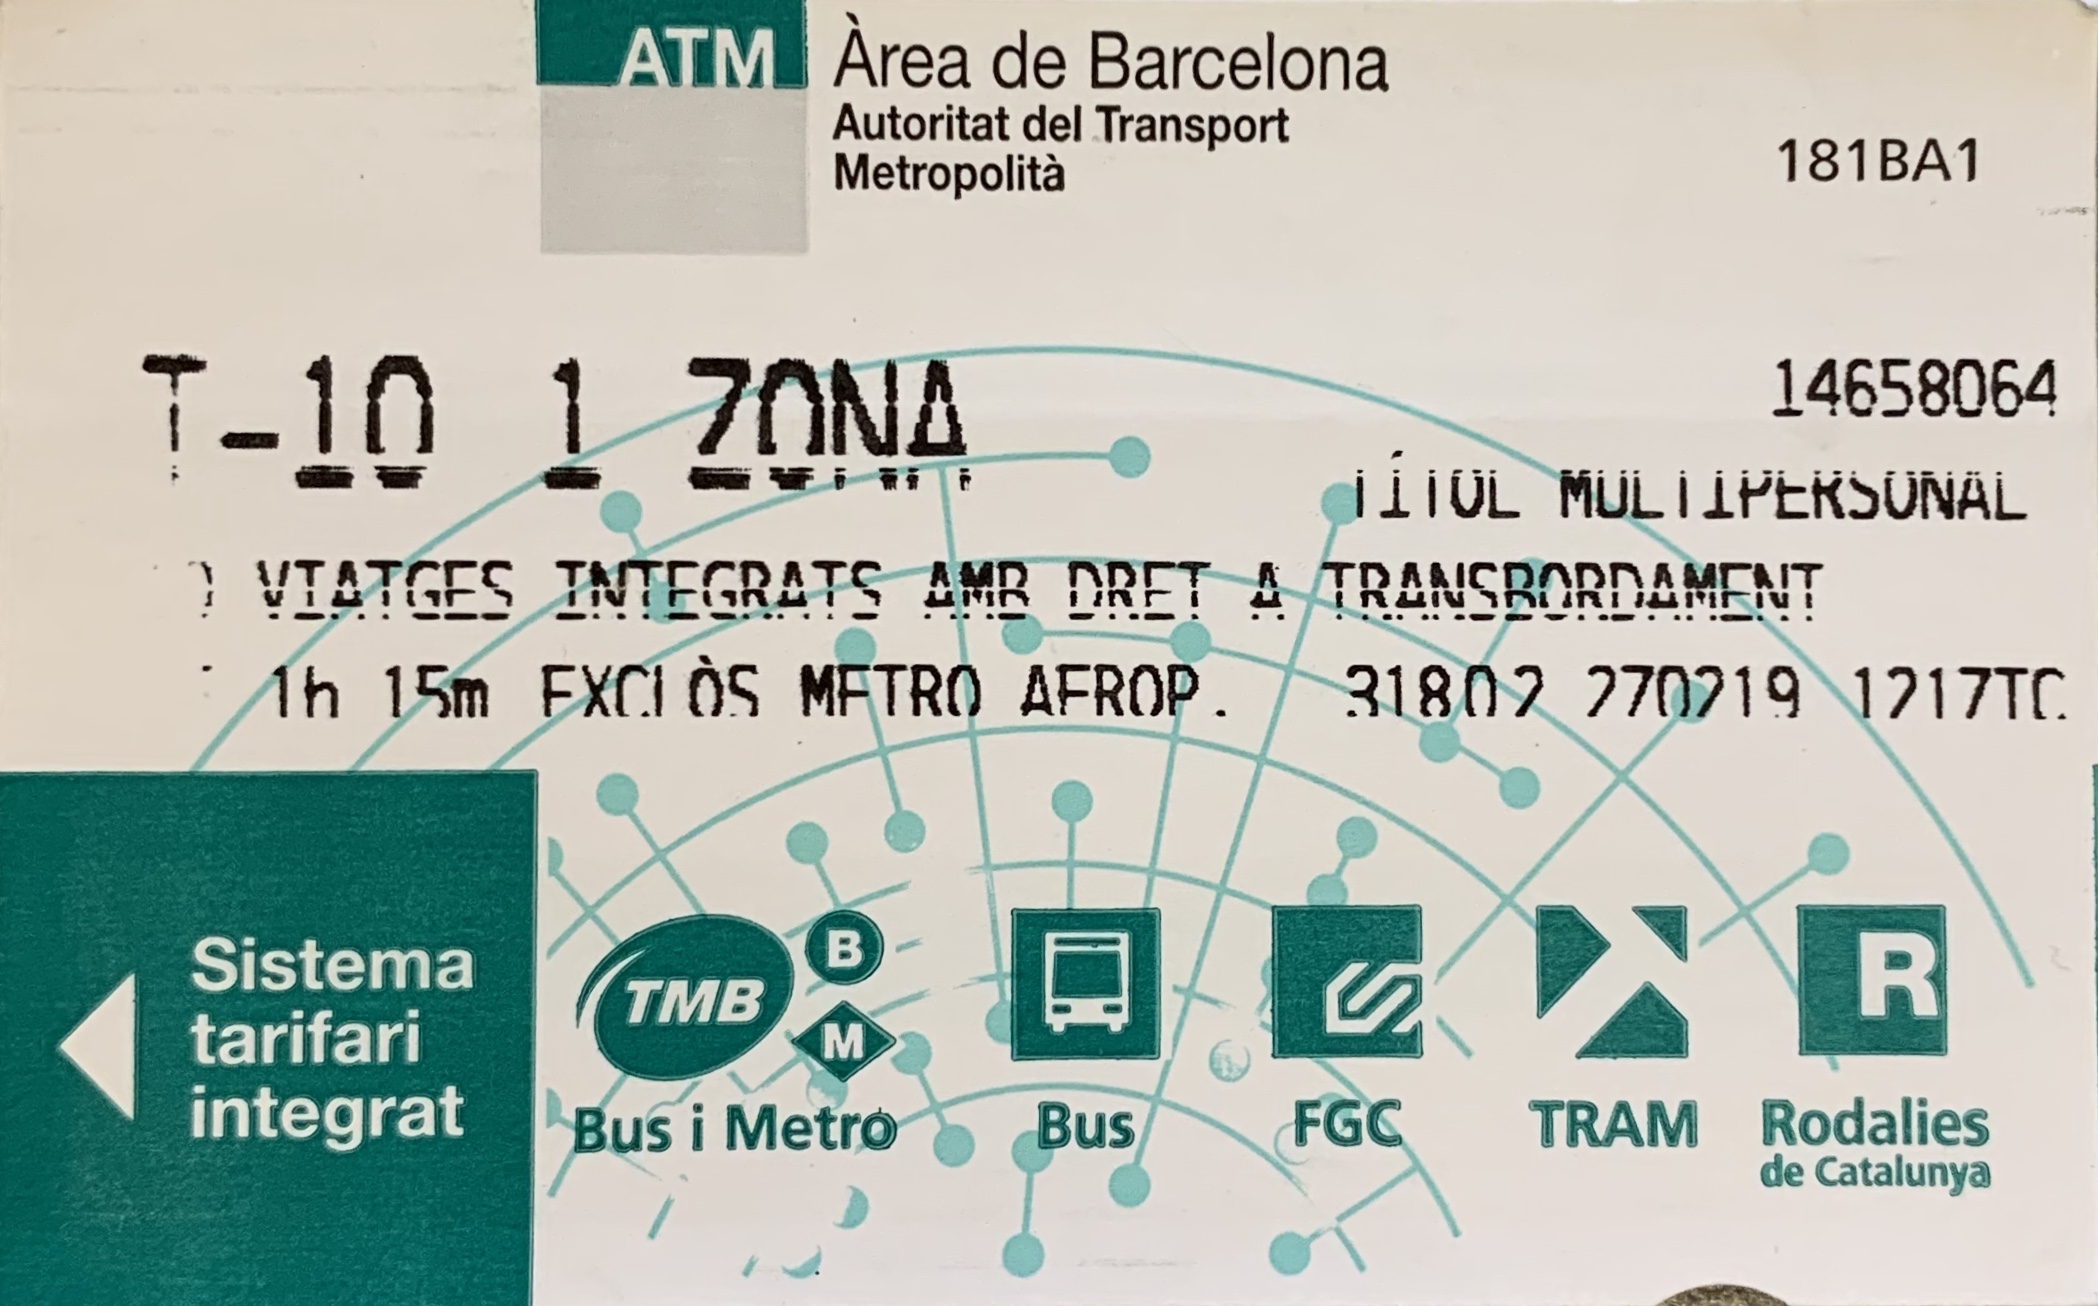 ATM Àrea de Barcelona
Autoritat del Transport
Metropolità
181BA1
T-10 1 ZONA
14658064
TÍTOL MULTIPERSONAL
VIATGES INTEGRATS AMB DRET A TRANSBORDAMENT
1h 15m EXCLÒS METRO AEROP. 31802 270219 1217TC
Sistema
tarifari
integrat
TMB B M
R
Bus i Metro
Bus
FGC
TRAM
Rodalies
de Catalunya